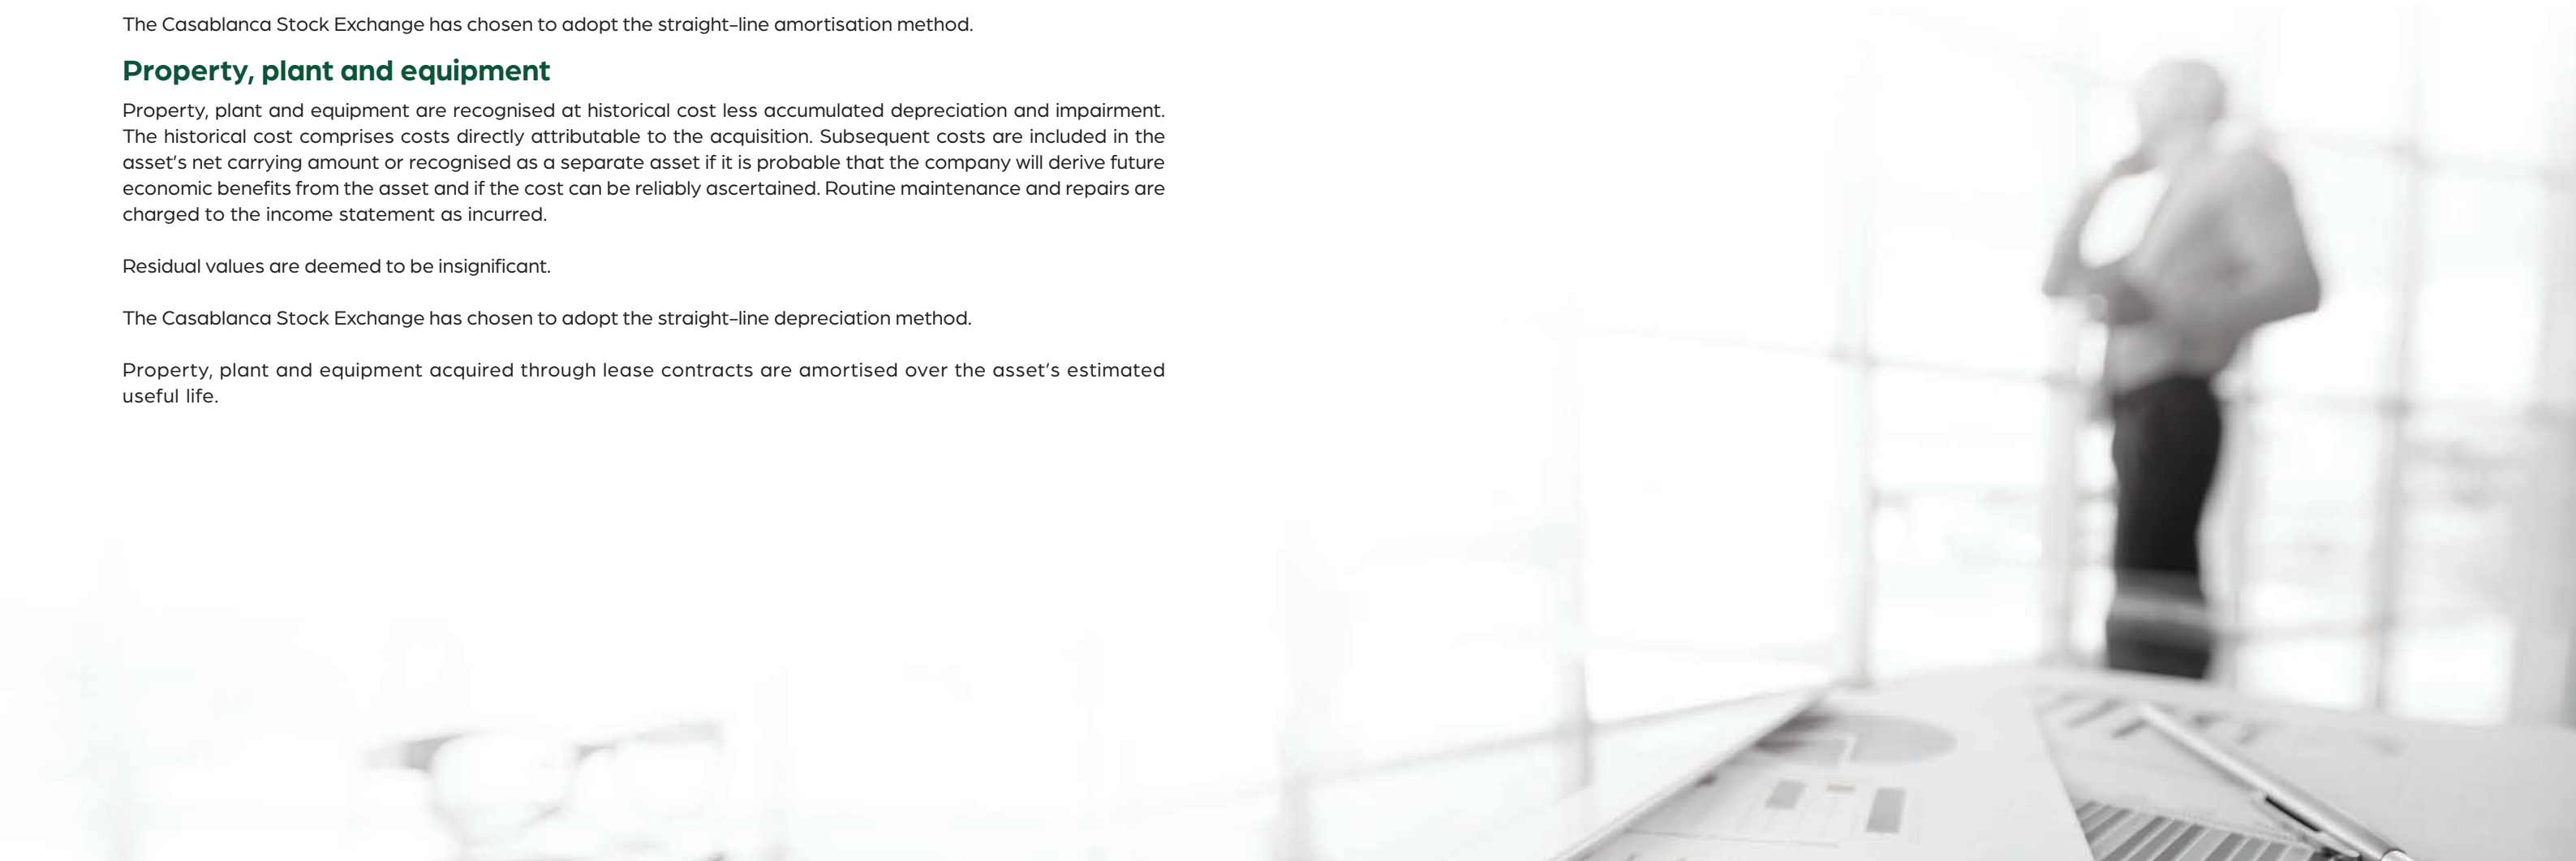 The Casablanca Stock Exchange has chosen to adopt the straight-line amortisation method.
Property, plant and equipment
Property, plant and equipment are recognised at historical cost less accumulated depreciation and impairment.
The historical cost comprises costs directly attributable to the acquisition. Subsequent costs are included in the
asset's net carrying amount or recognised as a separate asset if it is probable that the company will derive future
economic benefits from the asset and if the cost can be reliably ascertained. Routine maintenance and repairs are
charged to the income statement as incurred.
Residual values are deemed to be insignificant.
The Casablanca Stock Exchange has chosen to adopt the straight-line depreciation method.
Property, plant and equipment acquired through lease contracts are amortised over the asset's estimated
useful life.